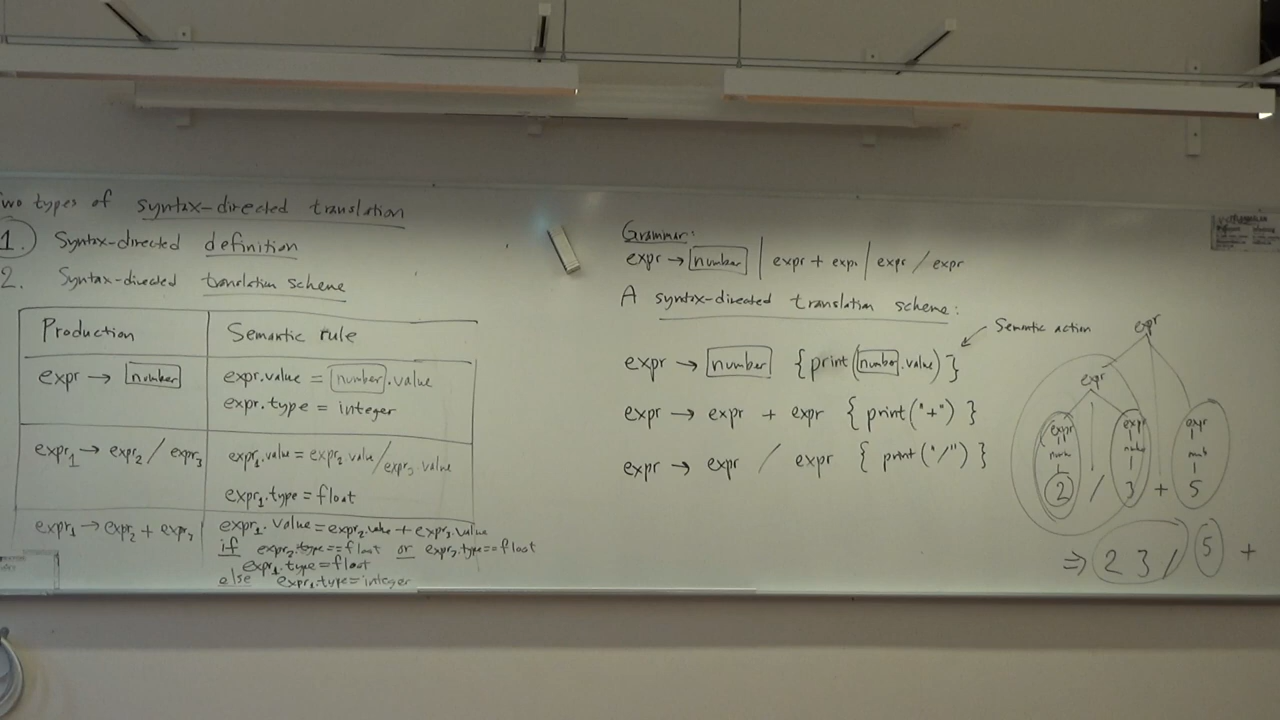 wo types of syntax-directed translation
1. Syntax-directed definition
2. Syntax-directed translation scheme
Production Semantic rule
expr → number expr.value = number.value
expr.type = integer
expr1 → expr2 / expr3 expr1.value = expr2.value / expr3.value
expr1.type = float
expr1 → expr2 + expr3 expr1.value = expr2.value + expr3.value
if expr2.type == float or expr3.type == float
expr1.type = float
else expr1.type = integer
Grammar:
expr → number | expr + expr | expr / expr
A syntax-directed translation scheme:
Semantic action
expr → number {print(number.value)}
expr → expr + expr {print("+")}
expr → expr / expr {print("/")}
expr
expr
expr expr expr
num num num
2 / 3 + 5
⇒ 2 3 / 5 +